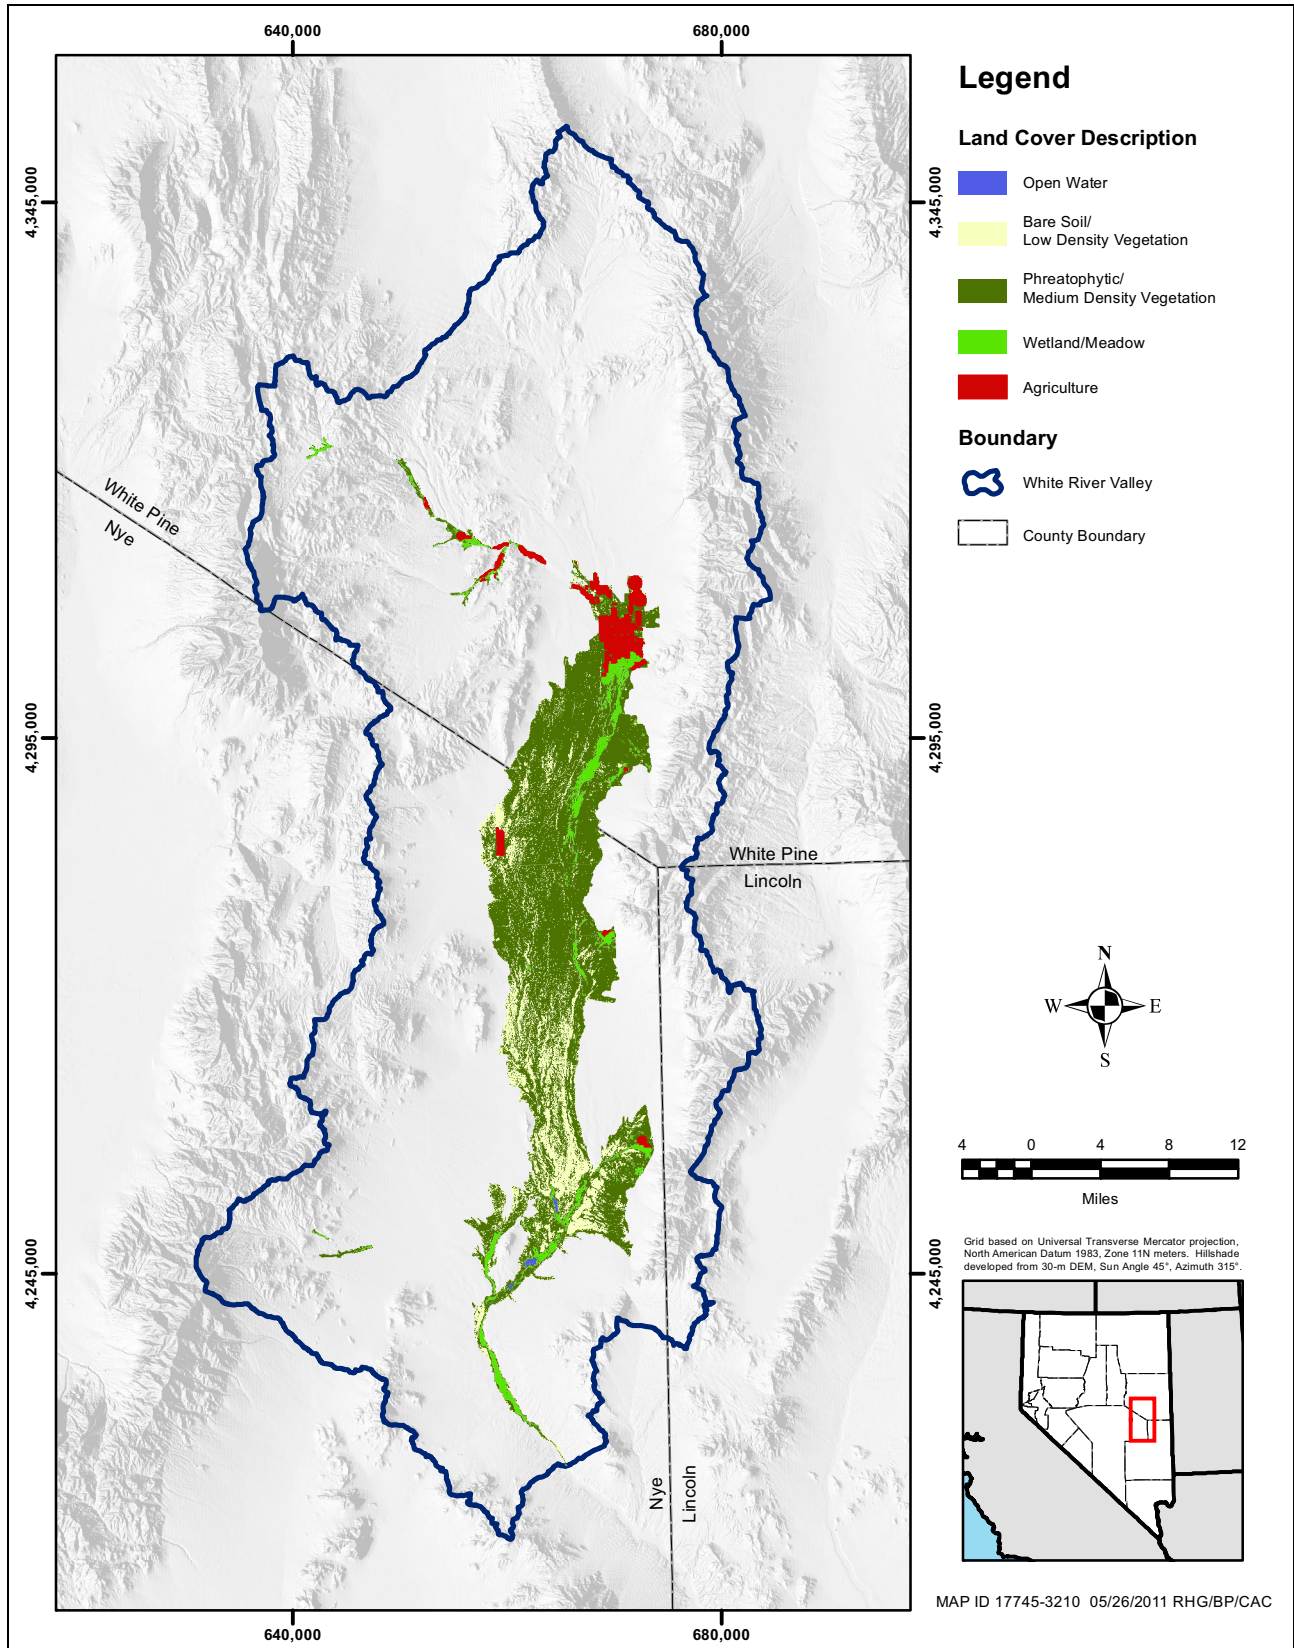 640,000
680,000
4,345,000
4,345,000
4,295,000
4,295,000
4,245,000
4,245,000
White Pine
Nye
White Pine
Lincoln
Nye
Lincoln
640,000
680,000
Legend
Land Cover Description
Open Water
Bare Soil/
Low Density Vegetation
Phreatophytic/
Medium Density Vegetation
Wetland/Meadow
Agriculture
Boundary
White River Valley
County Boundary
N
W
E
S
4 0 4 8 12
Miles
Grid based on Universal Transverse Mercator projection,
North American Datum 1983, Zone 11N meters. Hillshade
developed from 30-m DEM, Sun Angle 45°, Azimuth 315°.
MAP ID 17745-3210 05/26/2011 RHG/BP/CAC